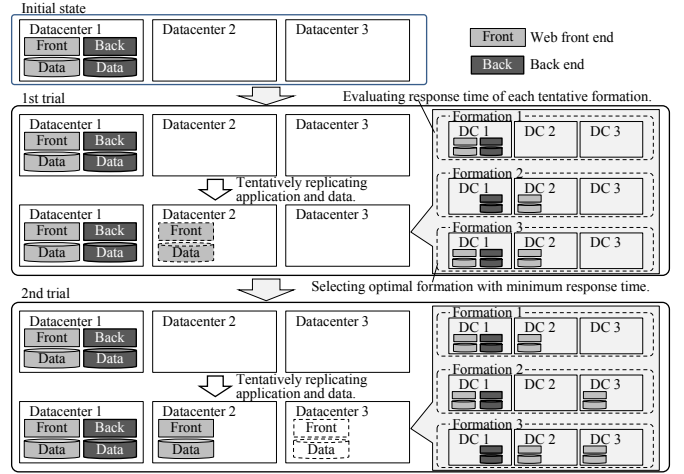 Initial state
Datacenter 1 Datacenter 2 Datacenter 3
Front Back
Data Data
Front Web front end
Back Back end
1st trial
Evaluating response time of each tentative formation.
Datacenter 1 Datacenter 2 Datacenter 3
Front Back
Data Data
Tentatively replicating
application and data.
Datacenter 1 Datacenter 2 Datacenter 3
Front Back Front
Data Data Data
Formation 1
DC 1 DC 2 DC 3
Formation 2
DC 1 DC 2 DC 3
Formation 3
DC 1 DC 2 DC 3
Selecting optimal formation with minimum response time.
2nd trial
Datacenter 1 Datacenter 2 Datacenter 3
Front Back
Data Data
Tentatively replicating
application and data.
Datacenter 1 Datacenter 2 Datacenter 3
Front Back Front Front
Data Data Data Data
Formation 1
DC 1 DC 2 DC 3
Formation 2
DC 1 DC 2 DC 3
Formation 3
DC 1 DC 2 DC 3